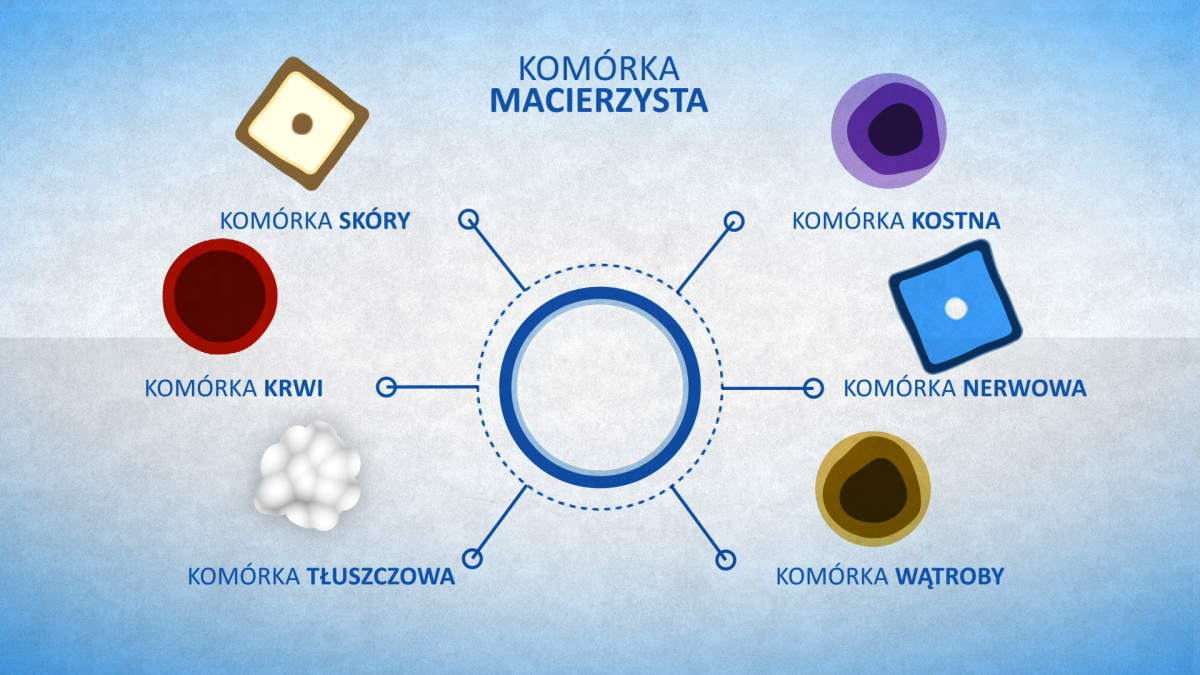 KOMÓRKA
MACIERZYSTA
KOMÓRKA SKÓRY
KOMÓRKA KOSTNA
KOMÓRKA KRWI
KOMÓRKA NERWOWA
KOMÓRKA TŁUSZCZOWA
KOMÓRKA WĄTROBY